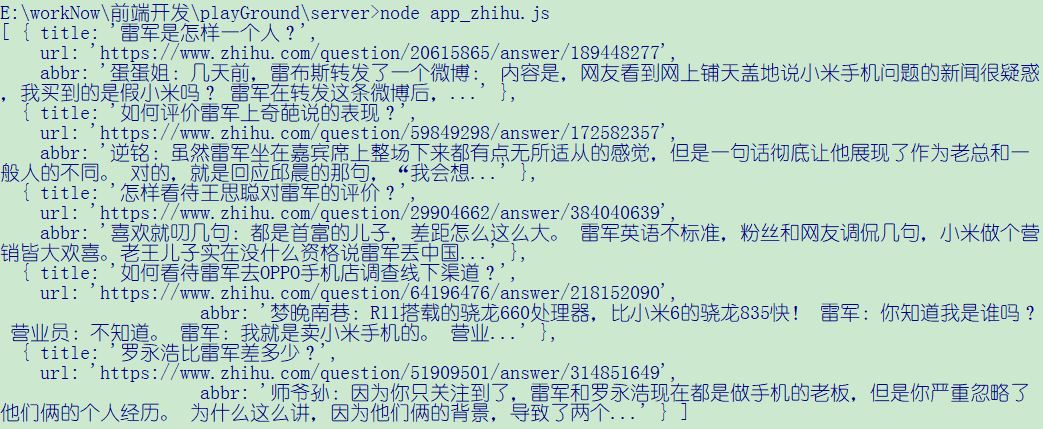 E:\workNow\前端开发\playGround\server>node app_zhihu.js
[ { title: '雷军是怎样一个人？',
url: 'https://www.zhihu.com/question/20615865/answer/189448277',
abbr: '蛋蛋姐: 几天前，雷布斯转发了一个微博： 内容是，网友看到网上铺天盖地说小米手机问题的新闻很疑惑
，我买到的是假小米吗？ 雷军在转发这条微博后，...' },
{ title: '如何评价雷军上奇葩说的表现？',
url: 'https://www.zhihu.com/question/59849298/answer/172582357',
abbr: '逆铭: 虽然雷军坐在嘉宾席上整场下来都有点无所适从的感觉，但是一句话彻底让他展现了作为老总和一
般人的不同。 对的，就是回应邱晨的那句，“我会想...' },
{ title: '怎样看待王思聪对雷军的评价？',
url: 'https://www.zhihu.com/question/29904662/answer/384040639',
abbr: '喜欢就叨几句: 都是首富的儿子，差距怎么这么大。 雷军英语不标准，粉丝和网友调侃几句，小米做个营
销皆大欢喜。老王儿子实在没什么资格说雷军丢中国...' },
{ title: '如何看待雷军去OPPO手机店调查线下渠道？',
url: 'https://www.zhihu.com/question/64196476/answer/218152090',
abbr: '梦晚南巷: R11搭载的骁龙660处理器，比小米6的骁龙835快！ 雷军: 你知道我是谁吗？
营业员: 不知道。 雷军: 我就是卖小米手机的。 营业...' },
{ title: '罗永浩比雷军差多少？',
url: 'https://www.zhihu.com/question/51909501/answer/314851649',
abbr: '师爷孙: 因为你只关注到了，雷军和罗永浩现在都是做手机的老板，但是你严重忽略了
他们俩的个人经历。 为什么这么讲，因为他们俩的背景，导致了两个...' } ]